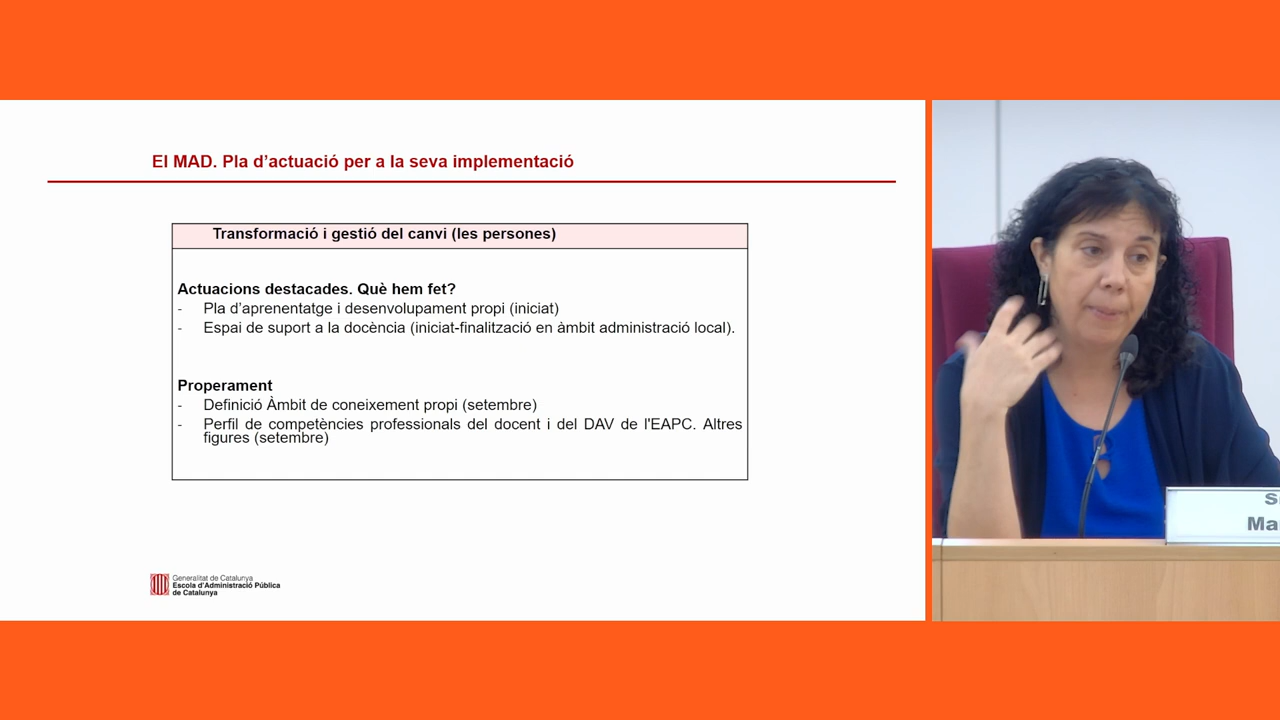 El MAD. Pla d’actuació per a la seva implementació
Transformació i gestió del canvi (les persones)
Actuacions destacades. Què hem fet?
- Pla d’aprenentatge i desenvolupament propi (iniciat)
- Espai de suport a la docència (iniciat-finalització en àmbit administració local).
Properament
- Definició Àmbit de coneixement propi (setembre)
- Perfil de competències professionals del docent i del DAV de l'EAPC. Altres
figures (setembre)
Generalitat de Catalunya
Escola d’Administració Pública
de Catalunya